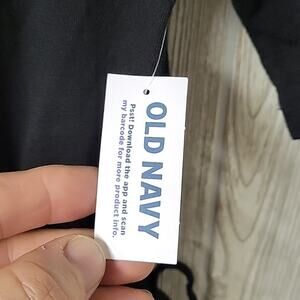 OLD NAVY
Psst! Download the app and scan
my barcode for more product info.